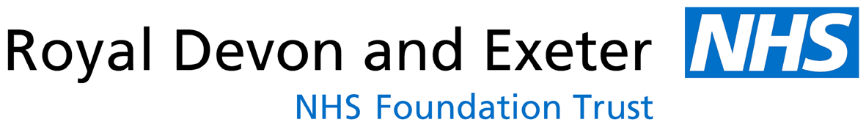 Royal Devon and Exeter NHS
NHS Foundation Trust